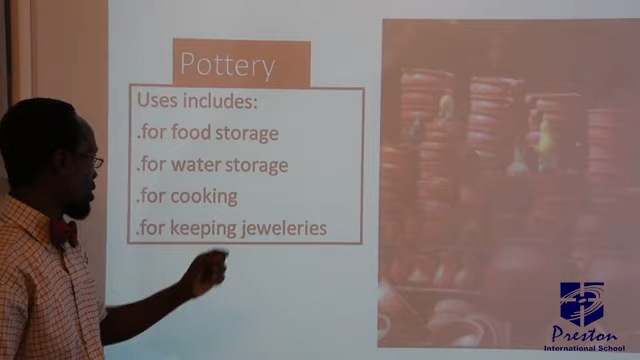 Pottery
Uses includes:
.for food storage
.for water storage
.for cooking
.for keeping jeweleries
Preston
International School